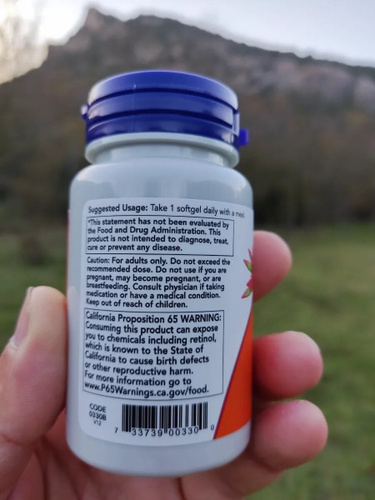 Suggested Usage: Take 1 softgel daily with a meal.
*This statement has not been evaluated by
the Food and Drug Administration. This
product is not intended to diagnose, treat,
cure or prevent any disease.
Caution: For adults only. Do not exceed the
recommended dose. Do not use if you are
pregnant, may become pregnant, or are
breastfeeding. Consult physician if taking
medication or have a medical condition.
Keep out of reach of children.
California Proposition 65 WARNING:
Consuming this product can expose
you to chemicals including retinol,
which is known to the State of
California to cause birth defects
or other reproductive harm.
For more information go to
www.P65Warnings.ca.gov/food.
CODE
0330B
V12
7 33739 00330 0